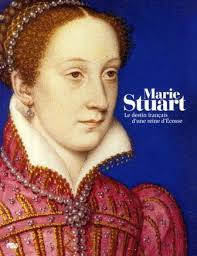 Marie
Stuart
Le destin français
d'une reine d'Écosse